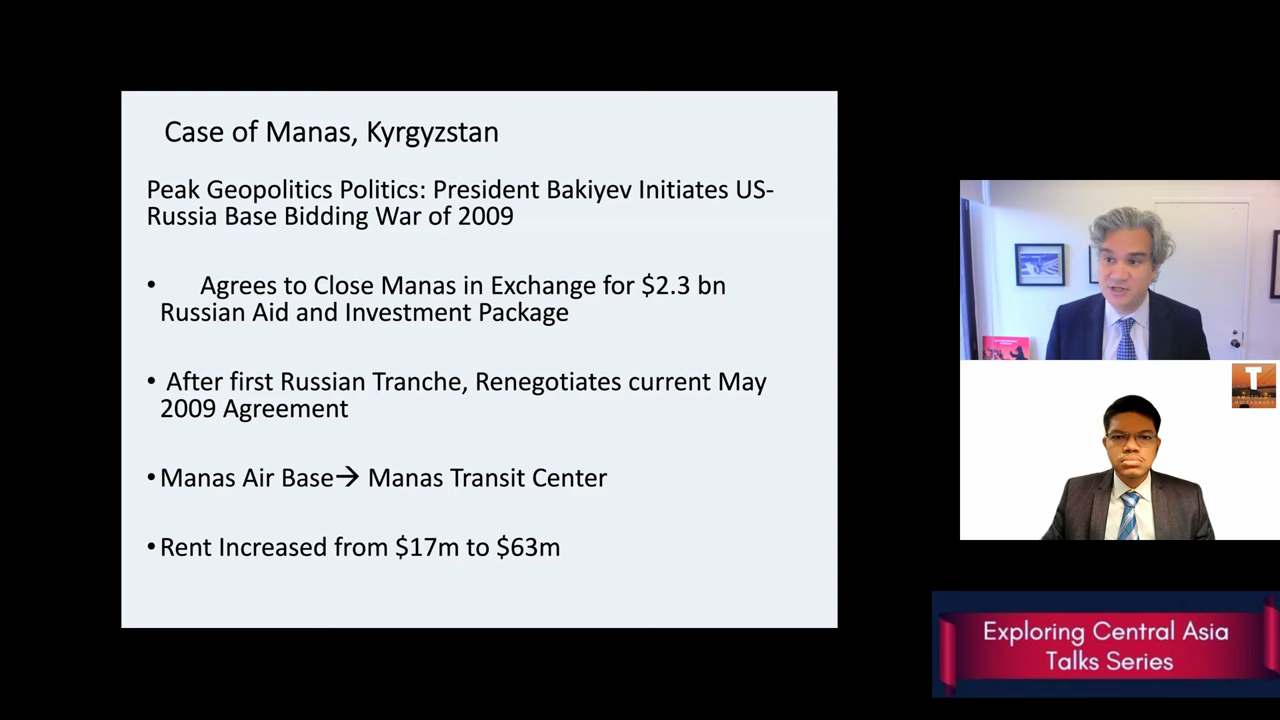 Case of Manas, Kyrgyzstan
Peak Geopolitics Politics: President Bakiyev Initiates US-
Russia Base Bidding War of 2009
• Agrees to Close Manas in Exchange for $2.3 bn
Russian Aid and Investment Package
• After first Russian Tranche, Renegotiates current May
2009 Agreement
• Manas Air Base→ Manas Transit Center
• Rent Increased from $17m to $63m
T
Exploring Central Asia
Talks Series